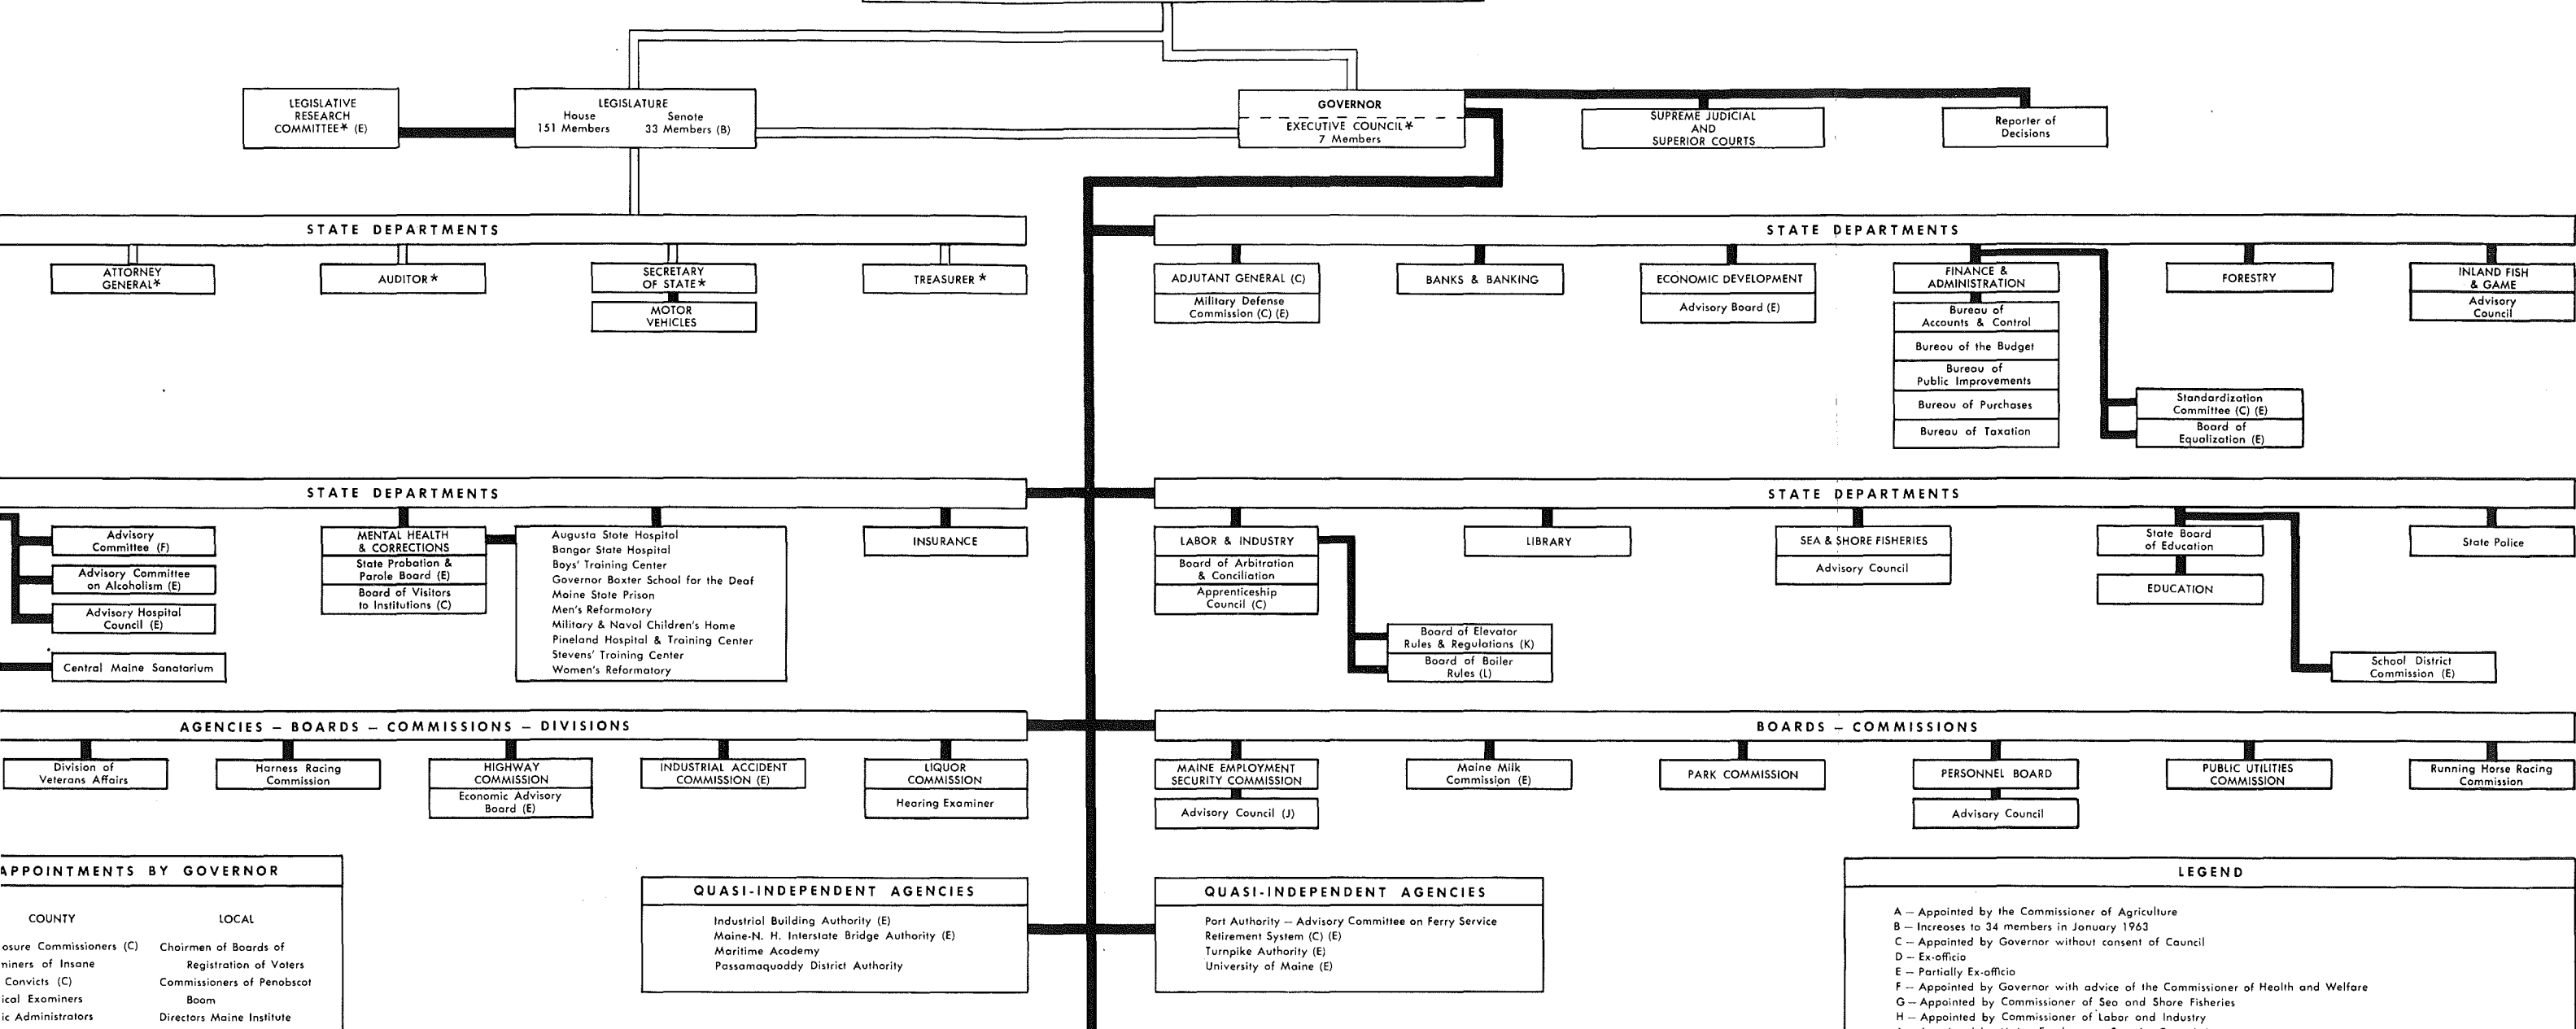 LEGISLATIVE
RESEARCH
COMMITTEE* (E)
LEGISLATURE
House Senate
151 Members 33 Members (B)
GOVERNOR
EXECUTIVE COUNCIL*
7 Members
SUPREME JUDICIAL
AND
SUPERIOR COURTS
Reporter of
Decisions
STATE DEPARTMENTS
ATTORNEY
GENERAL*
AUDITOR*
SECRETARY
OF STATE*
MOTOR
VEHICLES
TREASURER*
STATE DEPARTMENTS
ADJUTANT GENERAL (C)
Military Defense
Commission (C) (E)
BANKS & BANKING
ECONOMIC DEVELOPMENT
Advisory Board (E)
FINANCE &
ADMINISTRATION
Bureau of
Accounts & Control
Bureau of the Budget
Bureau of
Public Improvements
Bureau of Purchases
Bureau of Taxation
Standardization
Committee (C) (E)
Board of
Equalization (E)
FORESTRY
INLAND FISH
& GAME
Advisory
Council
STATE DEPARTMENTS
Advisory
Committee (F)
Advisory Committee
on Alcoholism (E)
Advisory Hospital
Council (E)
Central Maine Sanatarium
MENTAL HEALTH
& CORRECTIONS
State Probation &
Parole Board (E)
Board of Visitors
to Institutions (C)
Augusta State Hospital
Bangor State Hospital
Boys' Training Center
Governor Baxter School for the Deaf
Maine State Prison
Men's Reformatory
Military & Naval Children's Home
Pineland Hospital & Training Center
Stevens' Training Center
Women's Reformatory
INSURANCE
STATE DEPARTMENTS
LABOR & INDUSTRY
Board of Arbitration
& Conciliation
Apprenticeship
Council (C)
Board of Elevator
Rules & Regulations (K)
Board of Boiler
Rules (L)
LIBRARY
SEA & SHORE FISHERIES
Advisory Council
State Board
of Education
EDUCATION
School District
Commission (E)
State Police
AGENCIES – BOARDS – COMMISSIONS – DIVISIONS
Division of
Veterans Affairs
Harness Racing
Commission
HIGHWAY
COMMISSION
Economic Advisory
Board (E)
INDUSTRIAL ACCIDENT
COMMISSION (E)
LIQUOR
COMMISSION
Hearing Examiner
BOARDS – COMMISSIONS
MAINE EMPLOYMENT
SECURITY COMMISSION
Advisory Council (J)
Maine Milk
Commission (E)
PARK COMMISSION
PERSONNEL BOARD
Advisory Council
PUBLIC UTILITIES
COMMISSION
Running Horse Racing
Commission
APPOINTMENTS BY GOVERNOR
COUNTY LOCAL
osure Commissioners (C) Chairmen of Boards of
niners of Insane Registration of Voters
Convicts (C) Commissioners of Penobscot
ical Examiners Boom
ic Administrators Directors Maine Institute
QUASI-INDEPENDENT AGENCIES
Industrial Building Authority (E)
Maine-N. H. Interstate Bridge Authority (E)
Maritime Academy
Passamaquoddy District Authority
QUASI-INDEPENDENT AGENCIES
Port Authority – Advisory Committee on Ferry Service
Retirement System (C) (E)
Turnpike Authority (E)
University of Maine (E)
LEGEND
A – Appointed by the Commissioner of Agriculture
B – Increases to 34 members in January 1963
C – Appointed by Governor without consent of Council
D – Ex-officio
E – Partially Ex-officio
F – Appointed by Governor with advice of the Commissioner of Health and Welfare
G – Appointed by Commissioner of Sea and Shore Fisheries
H – Appointed by Commissioner of Labor and Industry